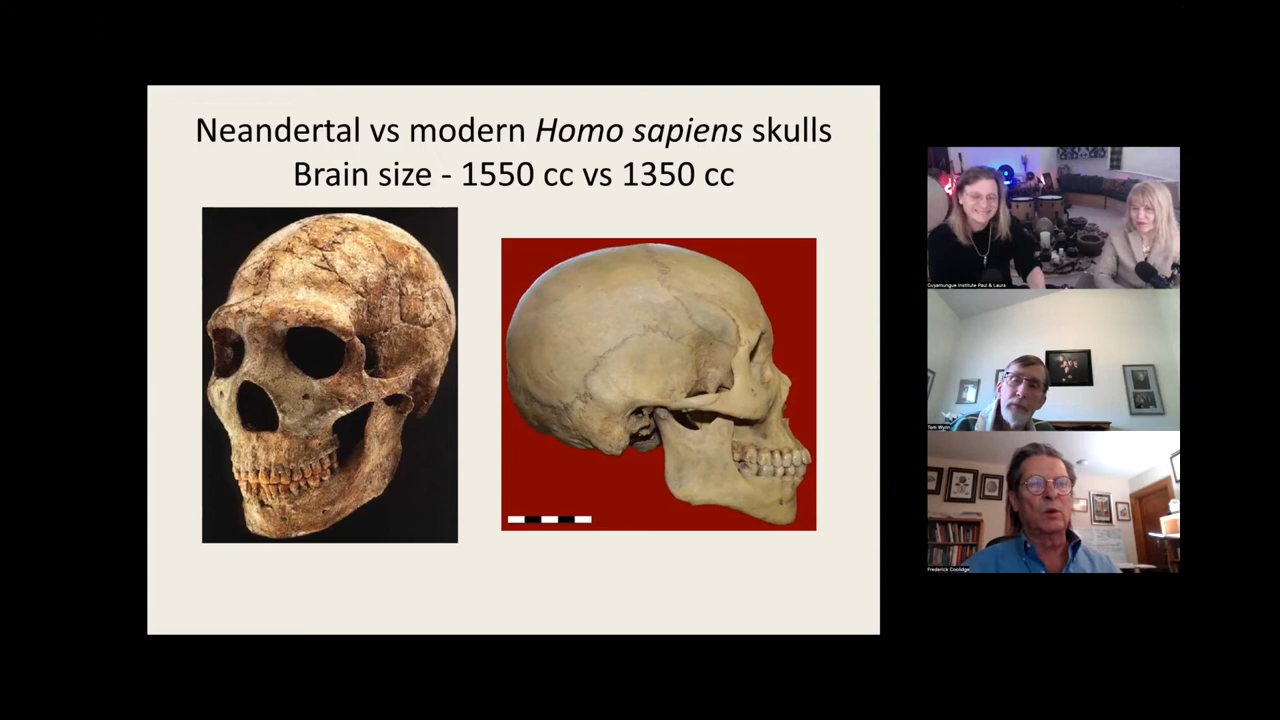 Neandertal vs modern Homo sapiens skulls
Brain size - 1550 cc vs 1350 cc
Cuyamungue Institute Paul & Laura
Tom Wynn
Frederick Coolidge